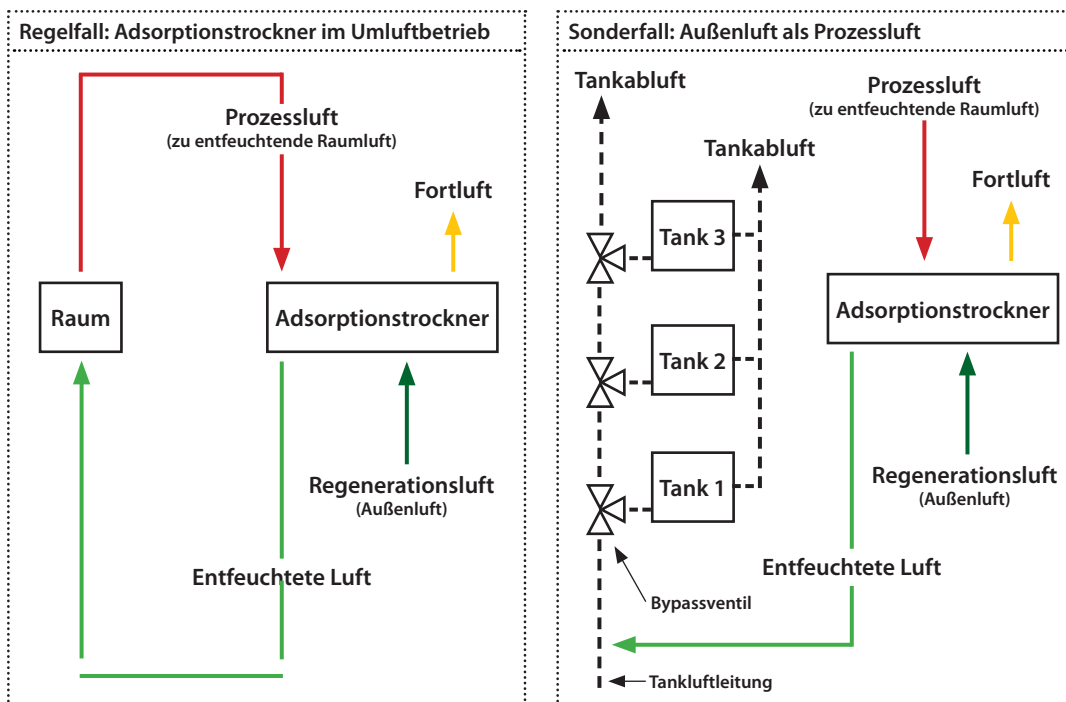 Regelfall: Adsorptionstrockner im Umluftbetrieb
Prozessluft
(zu entfeuchtende Raumluft)
Fortluft
Raum
Adsorptionstrockner
Regenerationsluft
(Außenluft)
Entfeuchtete Luft
Sonderfall: Außenluft als Prozessluft
Tankabluft
Prozessluft
(zu entfeuchtende Raumluft)
Tankabluft
Fortluft
Tank 3
Adsorptionstrockner
Tank 2
Regenerationsluft
(Außenluft)
Tank 1
Entfeuchtete Luft
Bypassventil
Tankluftleitung